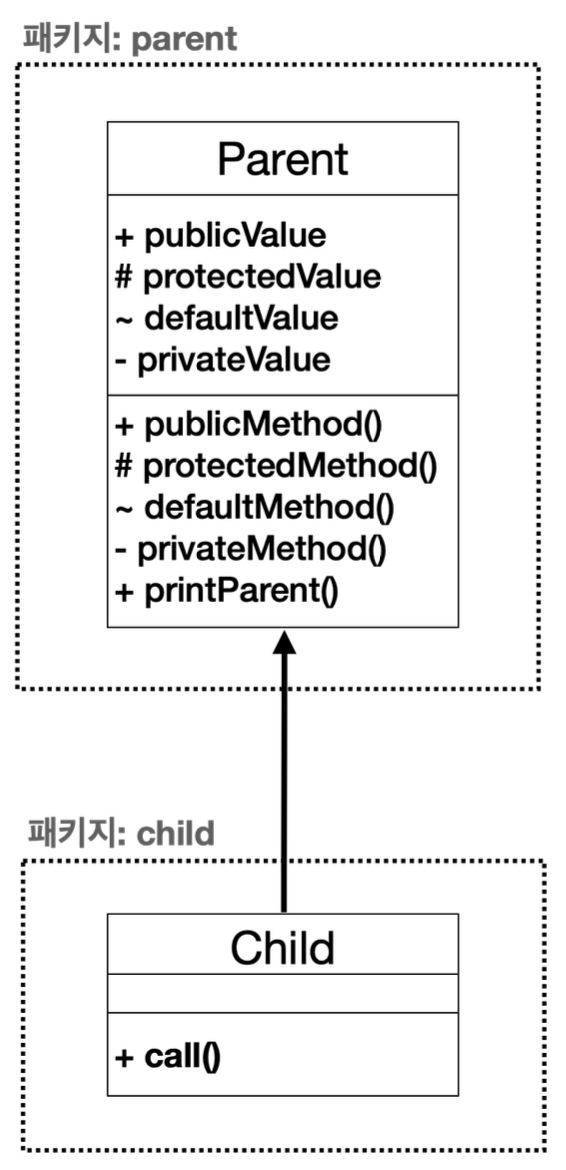 패키지: parent
Parent
+ publicValue
# protectedValue
~ defaultValue
- privateValue
+ publicMethod()
# protectedMethod()
~ defaultMethod()
- privateMethod()
+ printParent()
패키지: child
Child
+ call()